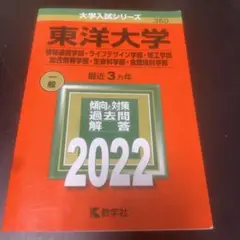 大学入試シリーズ
360
東洋大学
情報連携学部・ライフデザイン学部・理工学部
総合情報学部・生命科学部・食環境科学部
一般
最近3カ年
傾向と対策
過去問
解答
2022
教学社